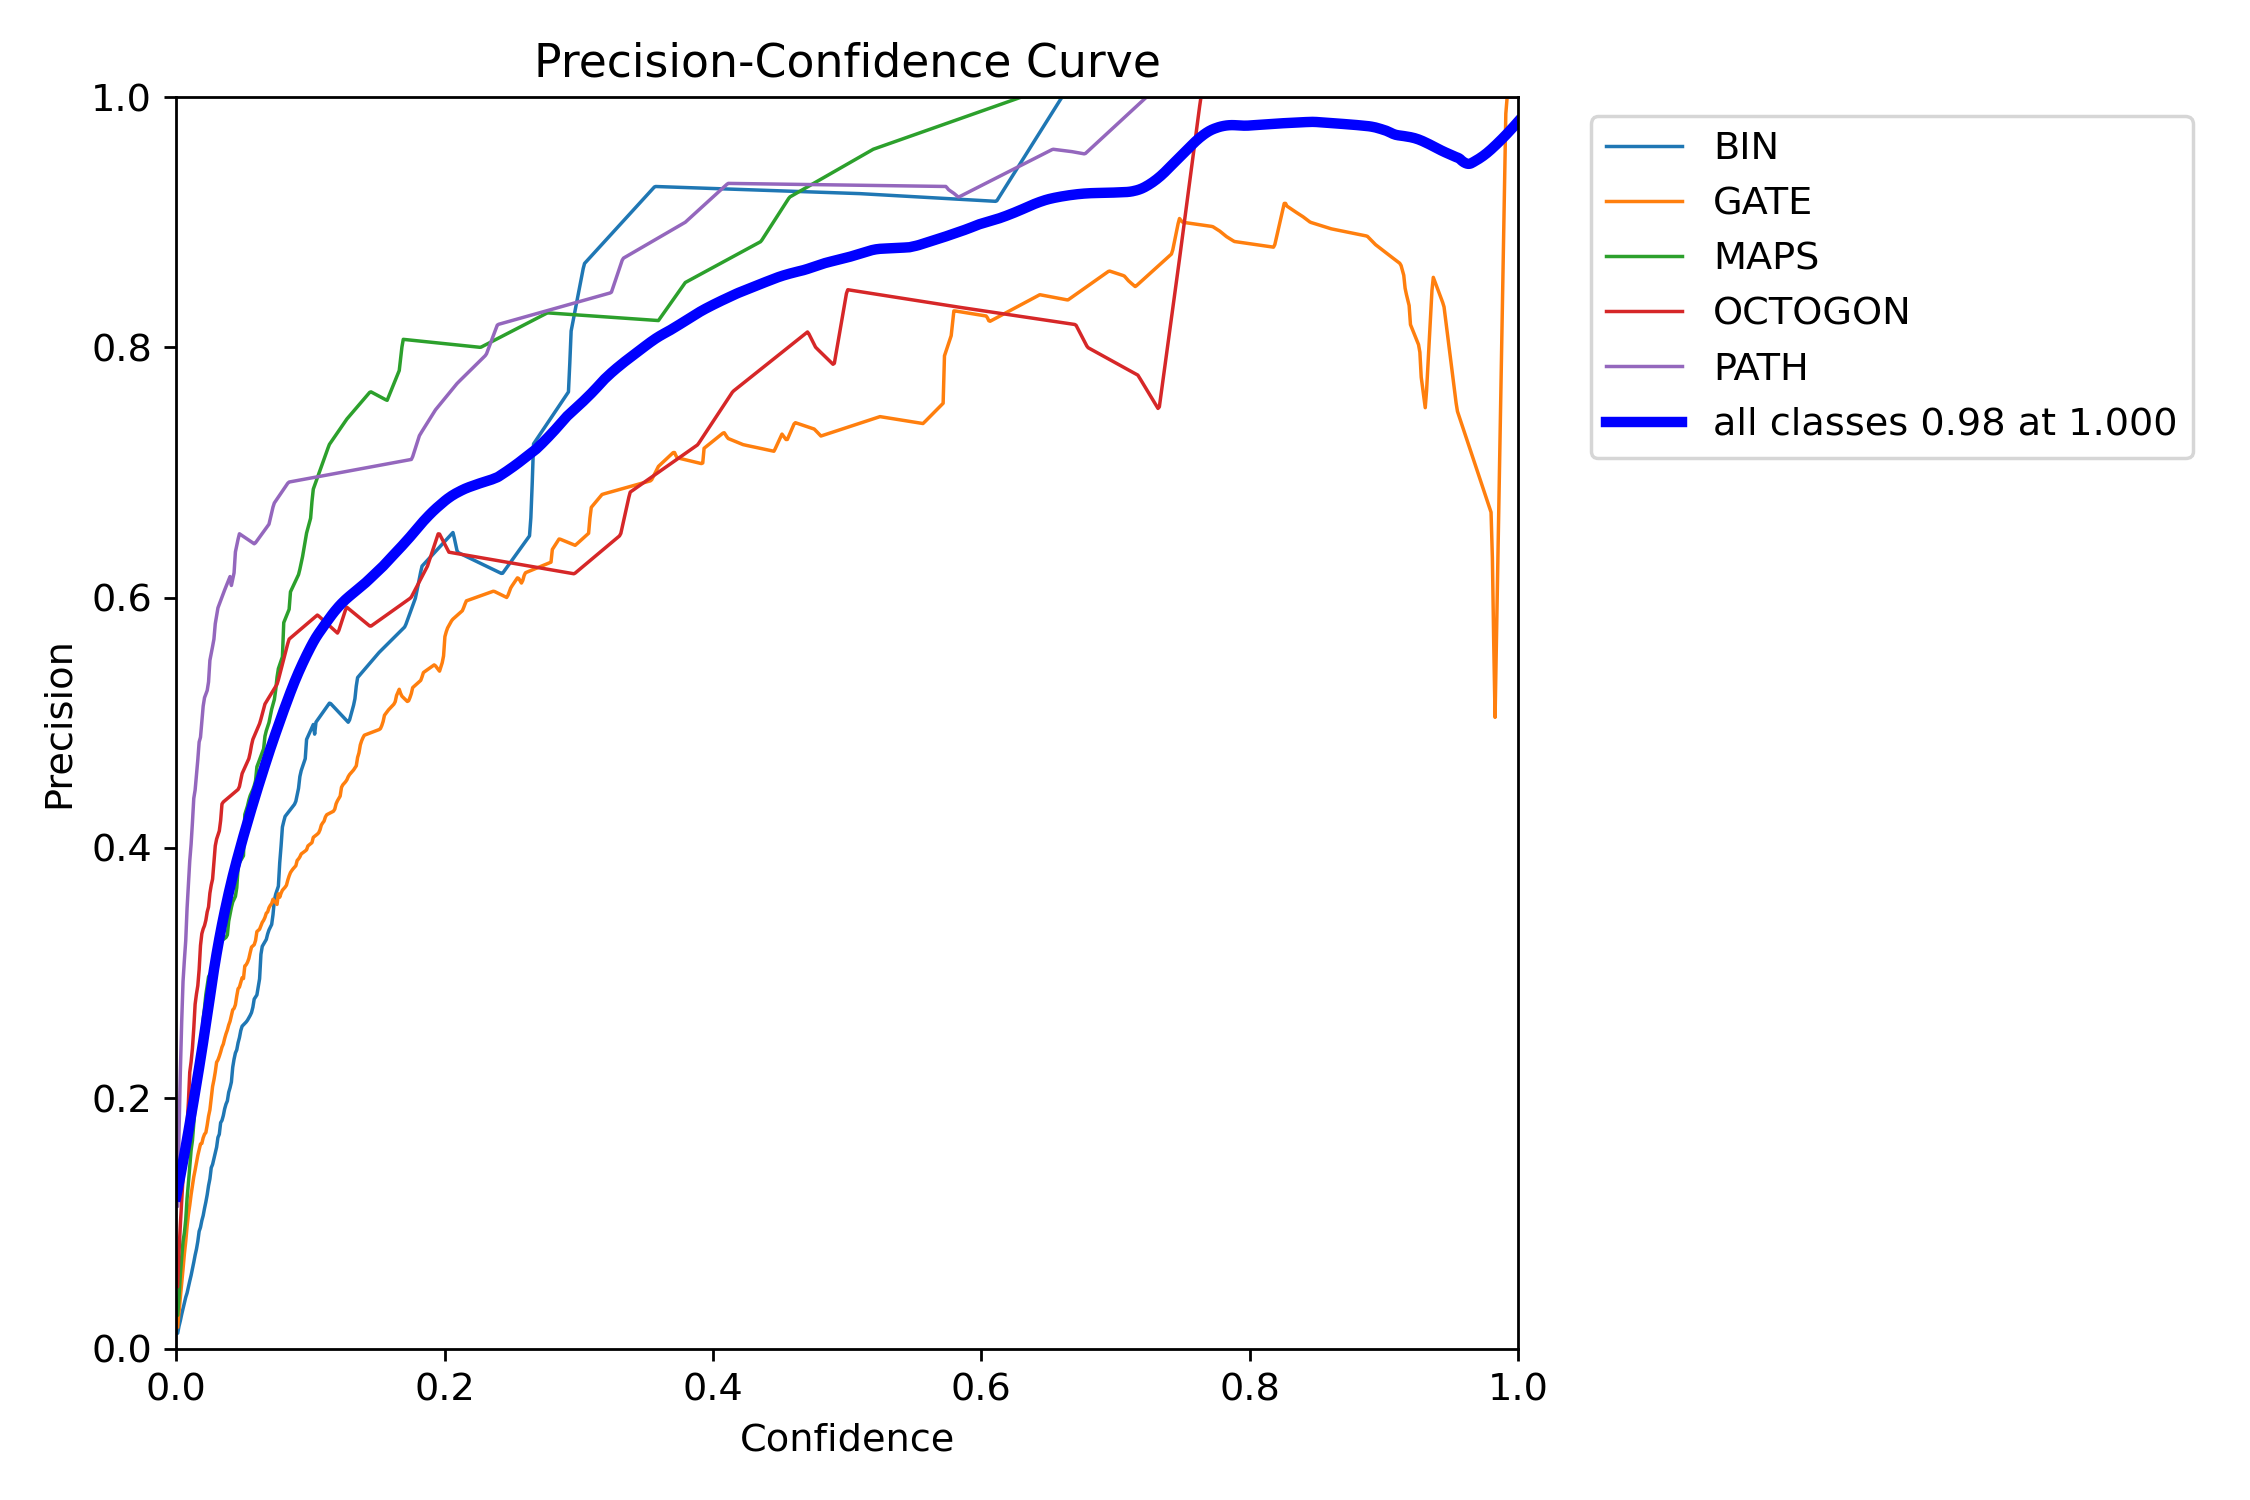 Precision-Confidence Curve
1.0
0.8
0.6
0.4
0.2
0.0
Precision
0.0 0.2 0.4 0.6 0.8 1.0
Confidence
BIN
GATE
MAPS
OCTOGON
PATH
all classes 0.98 at 1.000